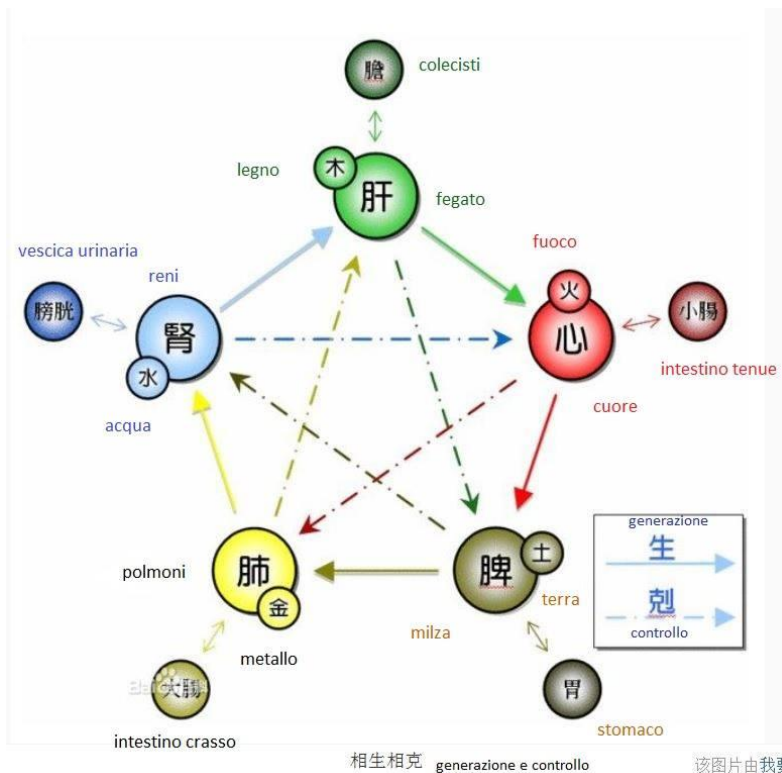 膽
colecisti
木
肝
legno
fegato
fuoco
火
vescica urinaria
reni
膀胱
腎
心
小腸
水
intestino tenue
cuore
acqua
generazione
生
剋
controllo
polmoni
肺
脾
土
金
terra
milza
metallo
大腸
胃
intestino crasso
stomaco
相生相克 generazione e controllo
该图片由我